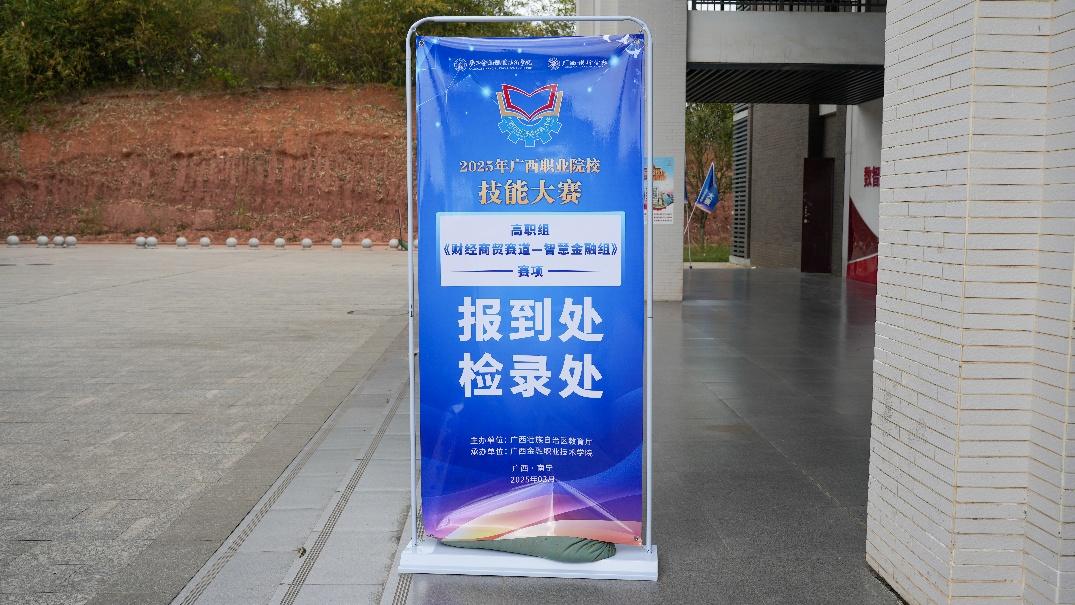 2025年广西职业院校
技能大赛
高职组
《财经商贸赛道—智慧金融组》
赛项
报到处
检录处
主办单位：广西壮族自治区教育厅
承办单位：广西金融职业技术学院
广西·南宁
2025年03月
数智